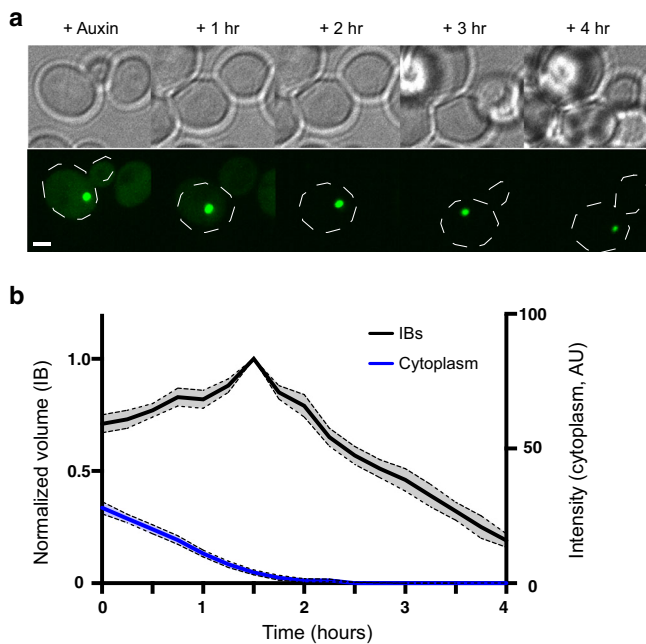 a
+ Auxin + 1 hr + 2 hr + 3 hr + 4 hr
b
IBs
Cytoplasm
Normalized volume (IB)
1.0
0.5
0
Intensity (cytoplasm, AU)
100
50
0
0 1 2 3 4
Time (hours)